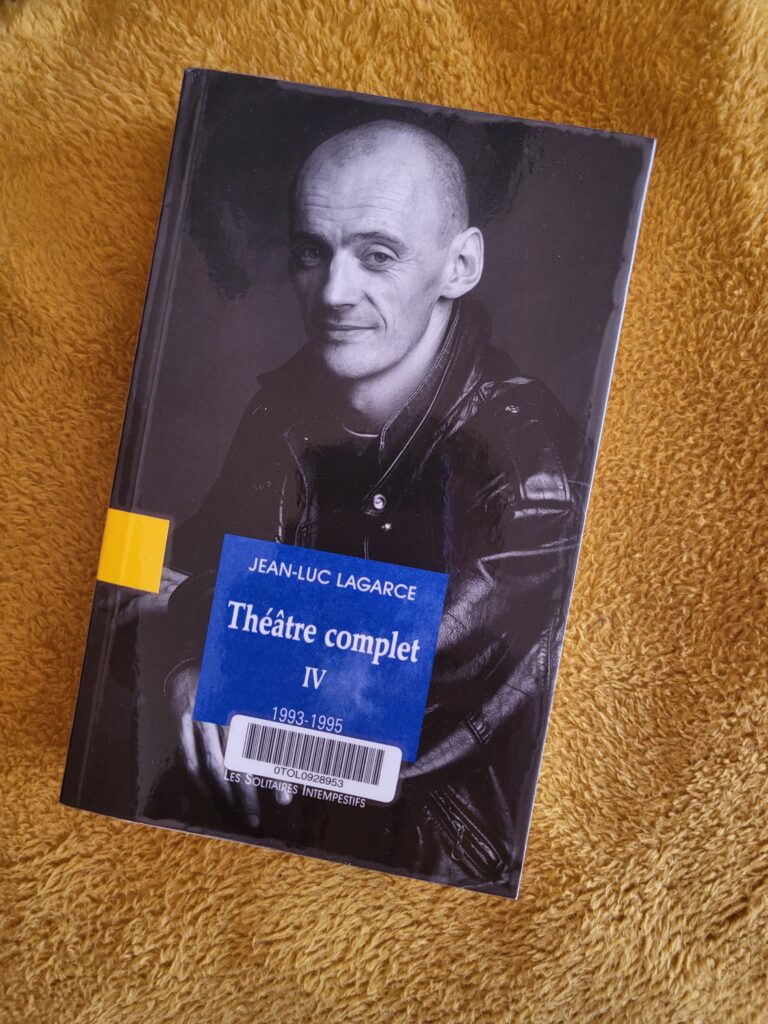 JEAN-LUC LAGARCE
Théâtre complet
IV
1993-1995
0TOL0928953
LES SOLITAIRES INTEMPESTIFS